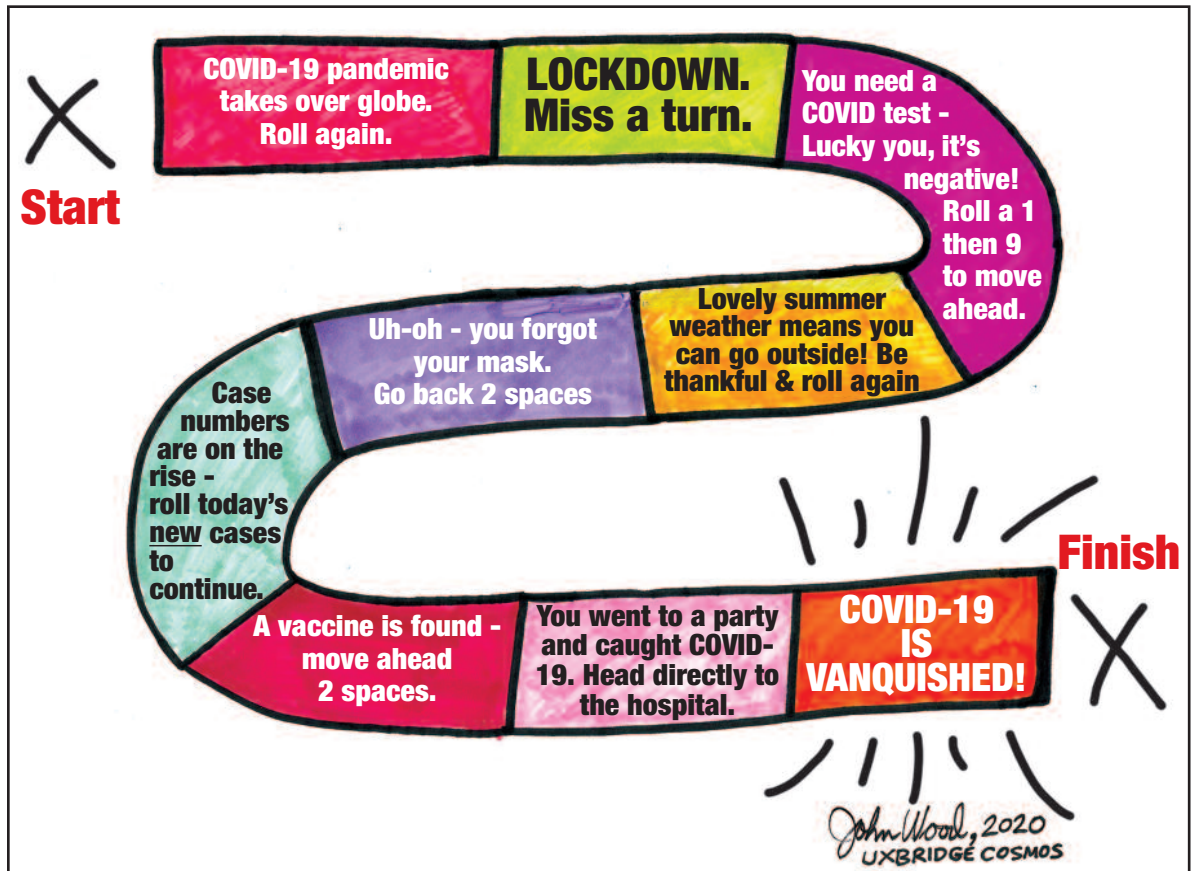 Start
COVID-19 pandemic
takes over globe.
Roll again.
LOCKDOWN.
Miss a turn.
You need a
COVID test -
Lucky you, it's
negative!
Roll a 1
then 9
to move
ahead.
Lovely summer
weather means you
can go outside! Be
thankful & roll again
Uh-oh - you forgot
your mask.
Go back 2 spaces
Case
numbers
are on the
rise -
roll today's
new cases
to
continue.
A vaccine is found -
move ahead
2 spaces.
You went to a party
and caught COVID-
19. Head directly to
the hospital.
COVID-19
IS
VANQUISHED!
Finish
John Wood, 2020
UXBRIDGE COSMOS